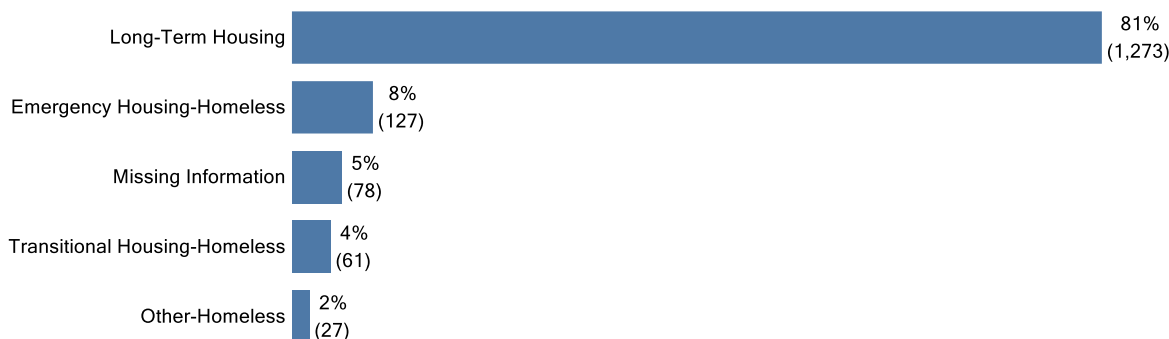 Long-Term Housing
81%
(1,273)
Emergency Housing-Homeless
8%
(127)
Missing Information
5%
(78)
Transitional Housing-Homeless
4%
(61)
Other-Homeless
2%
(27)